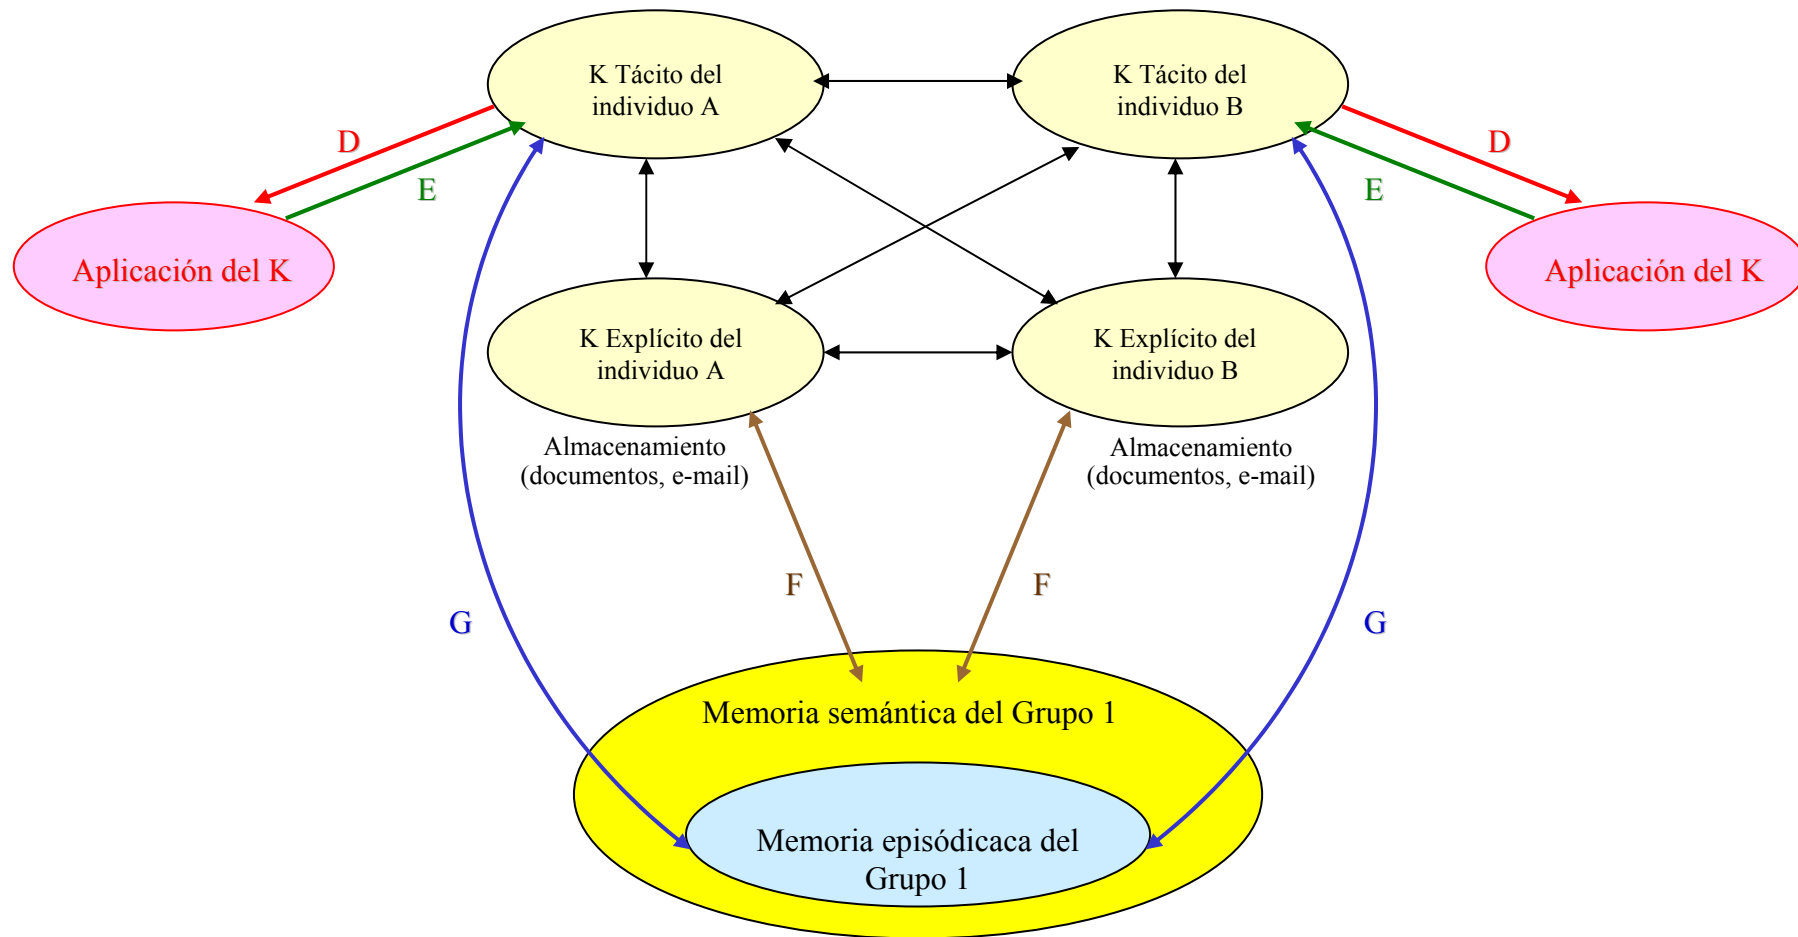 K Tácito del
individuo A
K Tácito del
individuo B
D
E
D
E
Aplicación del K
Aplicación del K
K Explícito del
individuo A
K Explícito del
individuo B
Almacenamiento
(documentos, e-mail)
Almacenamiento
(documentos, e-mail)
F
F
G
G
Memoria semántica del Grupo 1
Memoria episódicaca del
Grupo 1